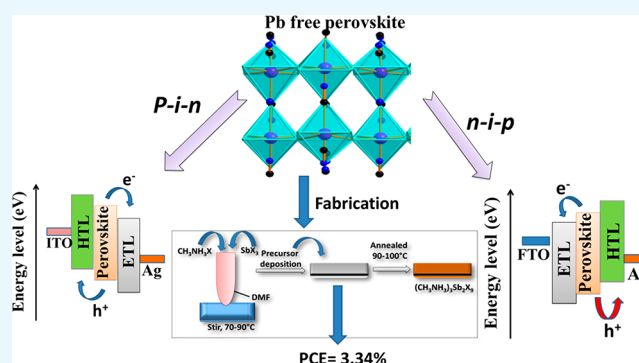 Pb free perovskite
P-i-n
n-i-p
Fabrication
Energy level (eV)
ITO
HTL
Perovskite
ETL
Ag
e-
h+
CH3NH3X
SbX3
DMF
Stir, 70-90°C
Precursor
deposition
Annealed
90-100°C
(CH3NH3)3Sb2X9
PCE= 3.34%
Energy level (eV)
FTO
ETL
Perovskite
HTL
e-
h+